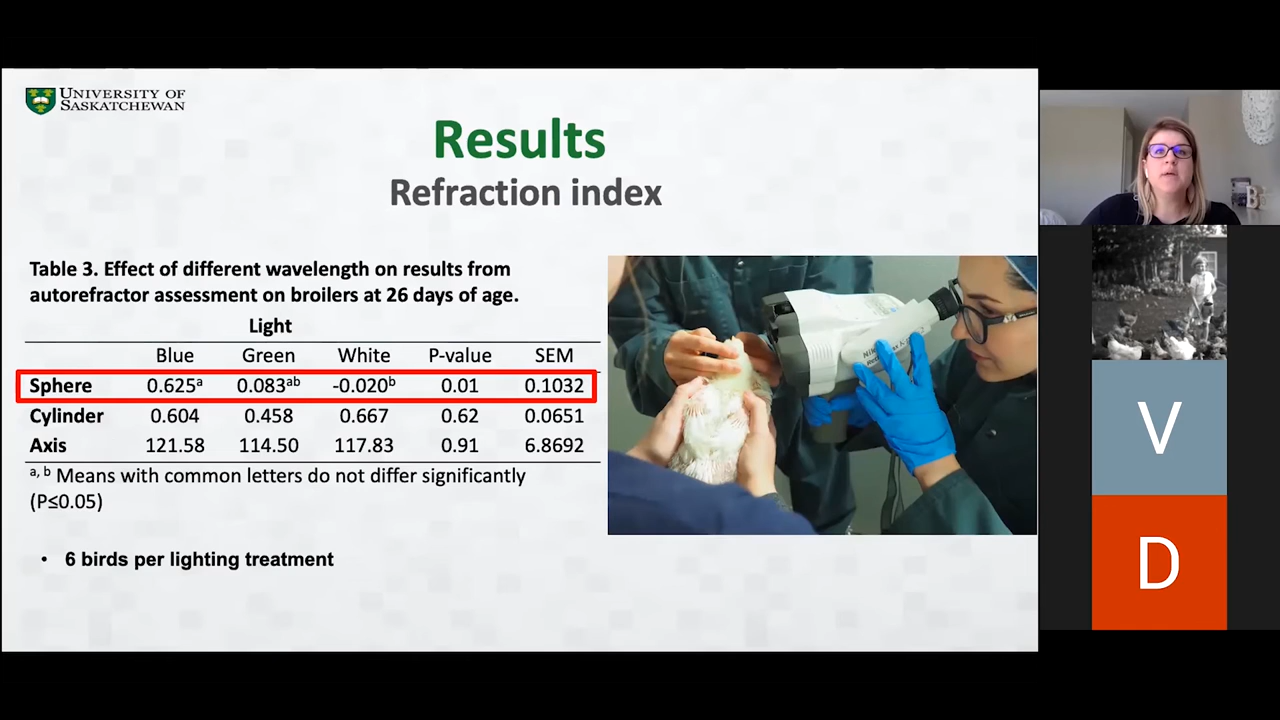 UNIVERSITY OF
SASKATCHEWAN
Results
Refraction index
Table 3. Effect of different wavelength on results from
autorefractor assessment on broilers at 26 days of age.
Light
Blue Green White P-value SEM
Sphere 0.625ᵃ 0.083ᵃᵇ -0.020ᵇ 0.01 0.1032
Cylinder 0.604 0.458 0.667 0.62 0.0651
Axis 121.58 114.50 117.83 0.91 6.8692
ᵃ, ᵇ Means with common letters do not differ significantly
(P≤0.05)
• 6 birds per lighting treatment
V
D